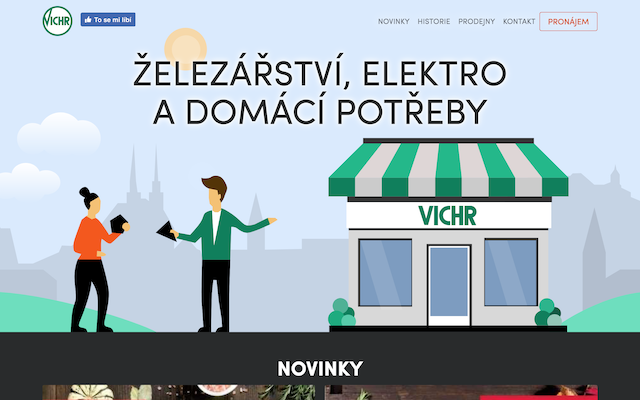 VICHR
To se mi líbí
NOVINKY HISTORIE PRODEJNY KONTAKT PRONÁJEM
ŽELEZÁŘSTVÍ, ELEKTRO
A DOMÁCÍ POTŘEBY
VICHR
NOVINKY